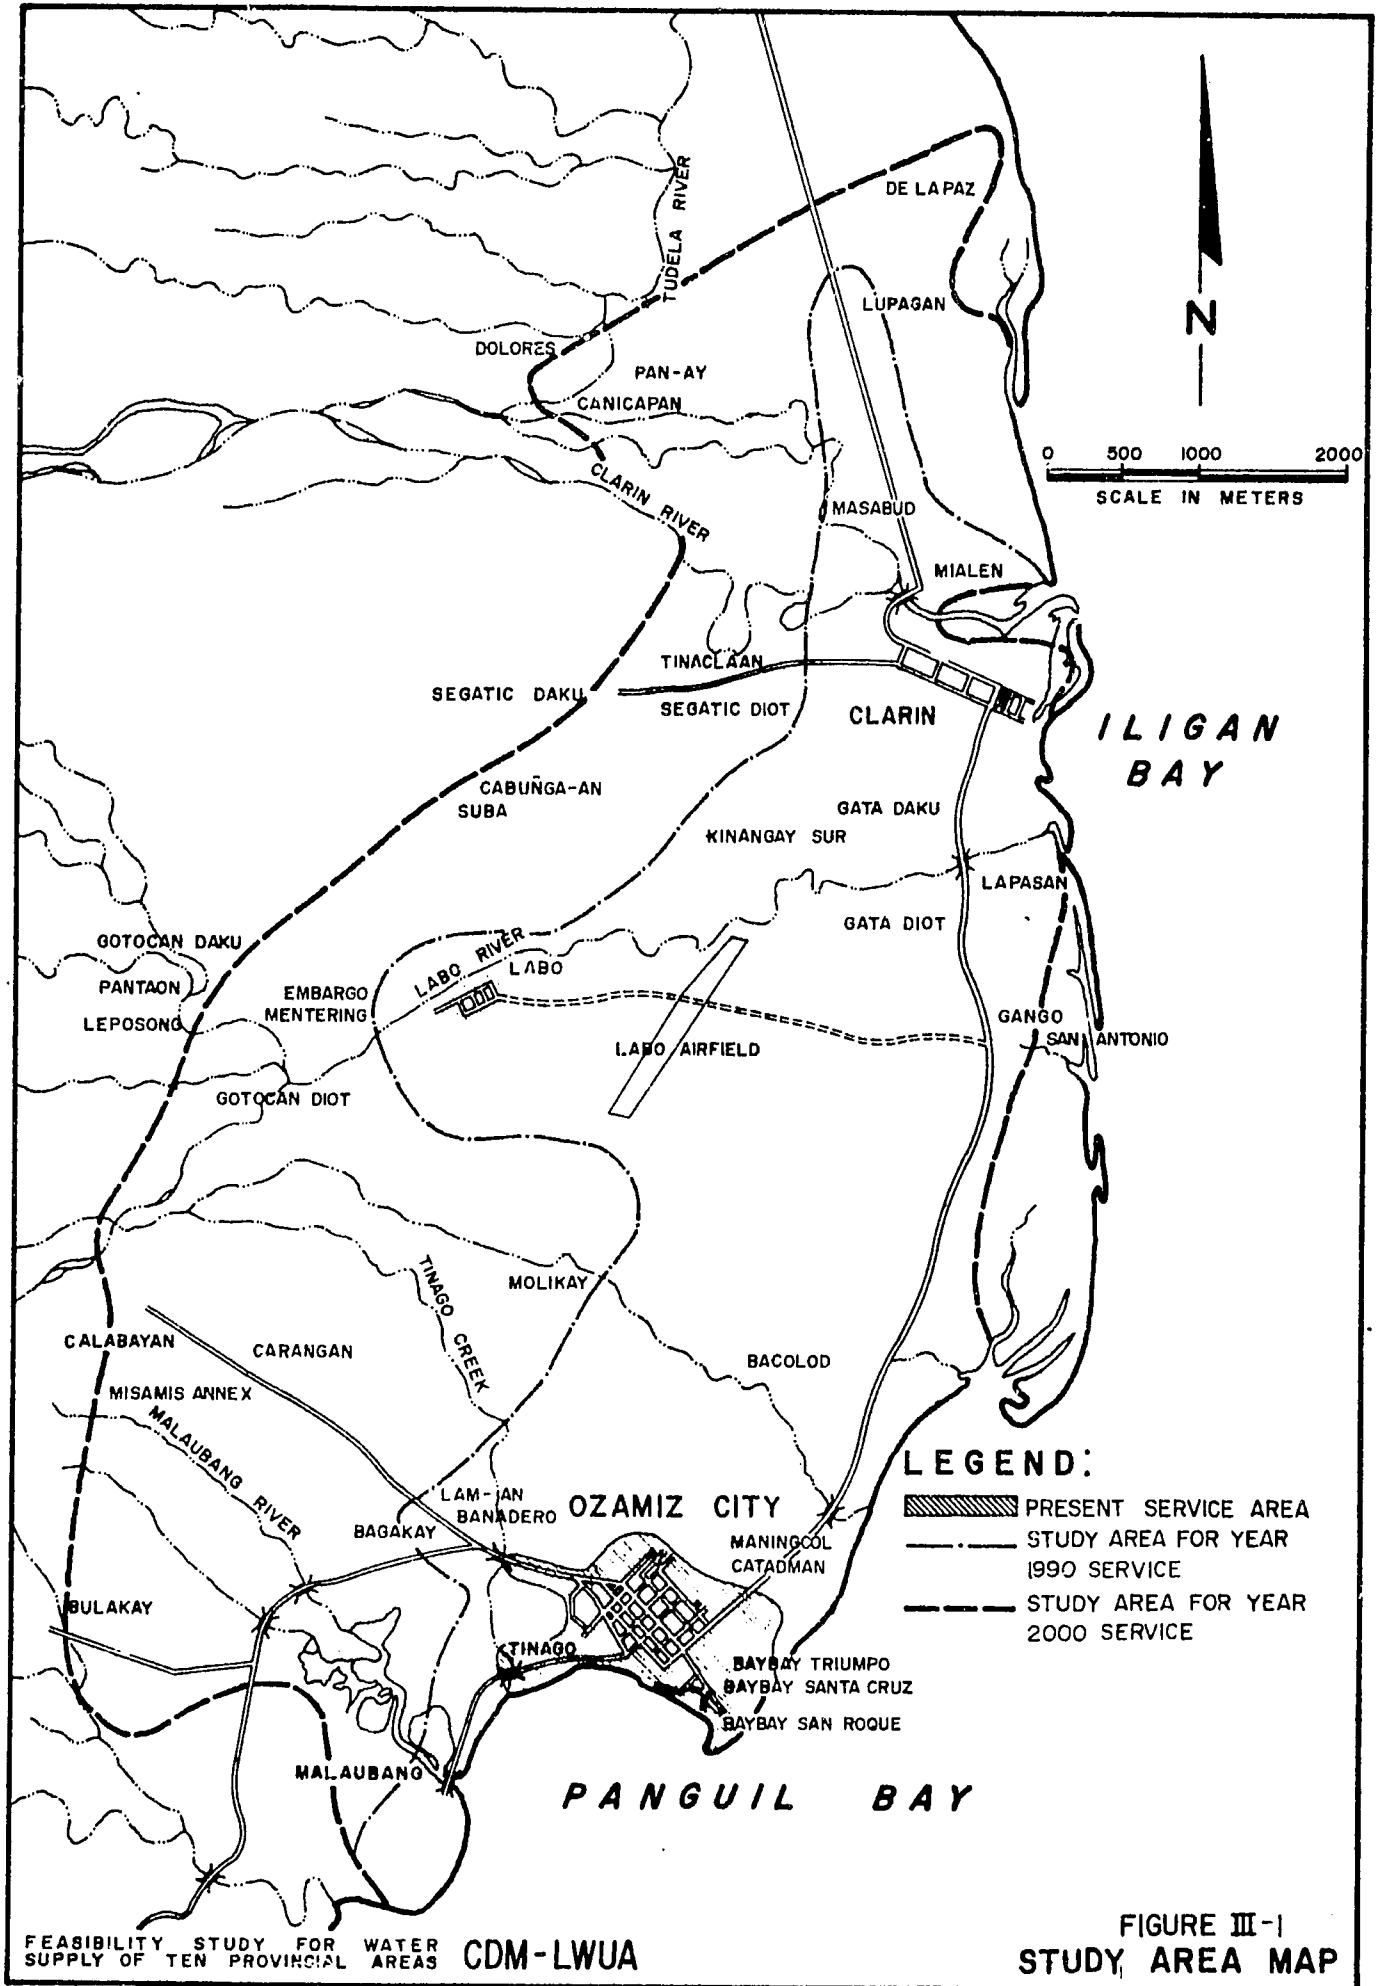 DE LA PAZ
TUDELA RIVER
LUPAGAN
N
DOLORES
PAN-AY
CANICAPAN
0 500 1000 2000
SCALE IN METERS
CLARIN RIVER
MASABUD
MIALEN
TINACLAAN
SEGATIC DAKU
SEGATIC DIOT
CLARIN
ILIGAN
BAY
CABUÑGA-AN
SUBA
GATA DAKU
KINANGAY SUR
LAPASAN
GATA DIOT
GOTOCAN DAKU
LABO RIVER
LABO
PANTAON
EMBARGO
MENTERING
LEPOSONG
GANGO
SAN ANTONIO
LABO AIRFIELD
GOTOCAN DIOT
TINAGO CREEK
MOLIKAY
CALABAYAN
CARANGAN
BACOLOD
MISAMIS ANNEX
MALAUBANG RIVER
LEGEND:
PRESENT SERVICE AREA
STUDY AREA FOR YEAR
1990 SERVICE
STUDY AREA FOR YEAR
2000 SERVICE
LAM-AN
BANADERO
OZAMIZ CITY
BAGAKAY
MANINGCOL
CATADMAN
BULAKAY
TINAGO
BAYBAY TRIUMPO
BAYBAY SANTA CRUZ
BAYBAY SAN ROQUE
MALAUBANG
PANGUIL BAY
FEASIBILITY STUDY FOR WATER
SUPPLY OF TEN PROVINCIAL AREAS
CDM-LWUA
FIGURE III-1
STUDY AREA MAP